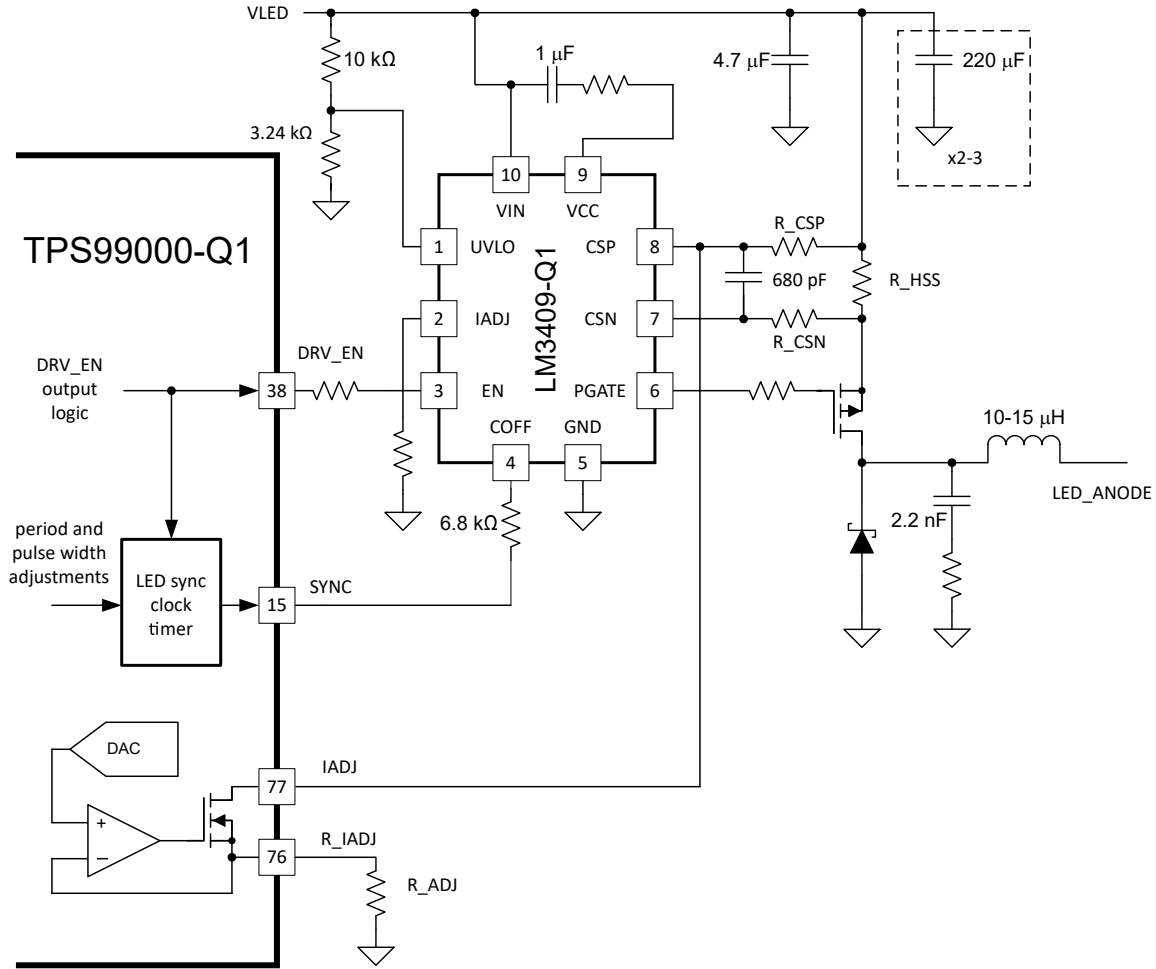 VLED
10 kΩ
1 μF
4.7 μF
220 μF
3.24 kΩ
x2-3
10
9
VIN
VCC
TPS99000-Q1
1
UVLO
CSP
8
R_CSP
680 pF
R_HSS
2
IADJ
CSN
7
R_CSN
LM3409-Q1
DRV_EN
output
logic
38
DRV_EN
3
EN
PGATE
6
COFF
GND
4
5
10-15 μH
LED_ANODE
6.8 kΩ
2.2 nF
period and
pulse width
adjustments
LED sync
clock
timer
15
SYNC
DAC
77
IADJ
+
−
76
R_IADJ
R_ADJ